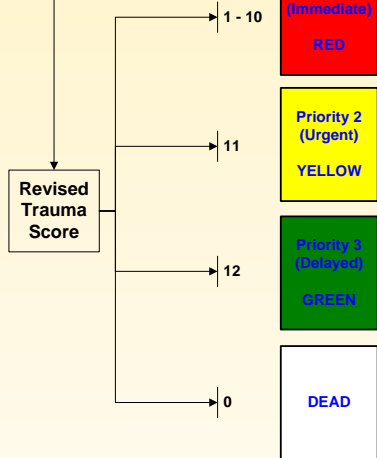 1 - 10
(Immediate)
RED
11
Priority 2
(Urgent)
YELLOW
Revised
Trauma
Score
12
Priority 3
(Delayed)
GREEN
0
DEAD